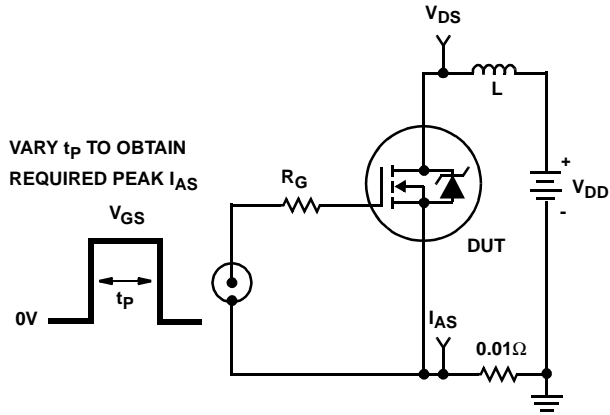 V_DS
L
VARY t_P TO OBTAIN
REQUIRED PEAK I_AS
R_G
+
V_DD
-
V_GS
DUT
t_P
0V
I_AS
0.01Ω